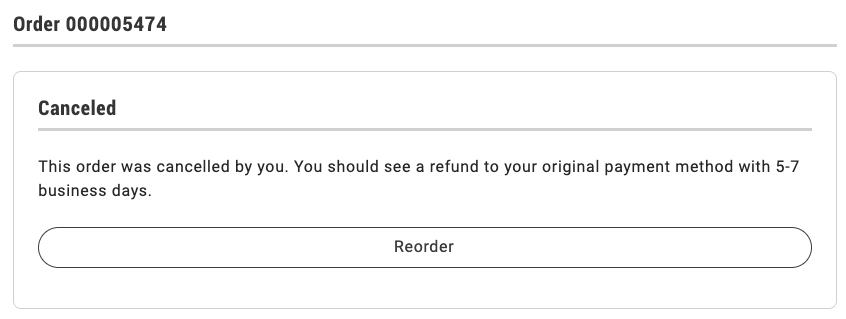 Order 000005474
Canceled
This order was cancelled by you. You should see a refund to your original payment method with 5-7
business days.
Reorder